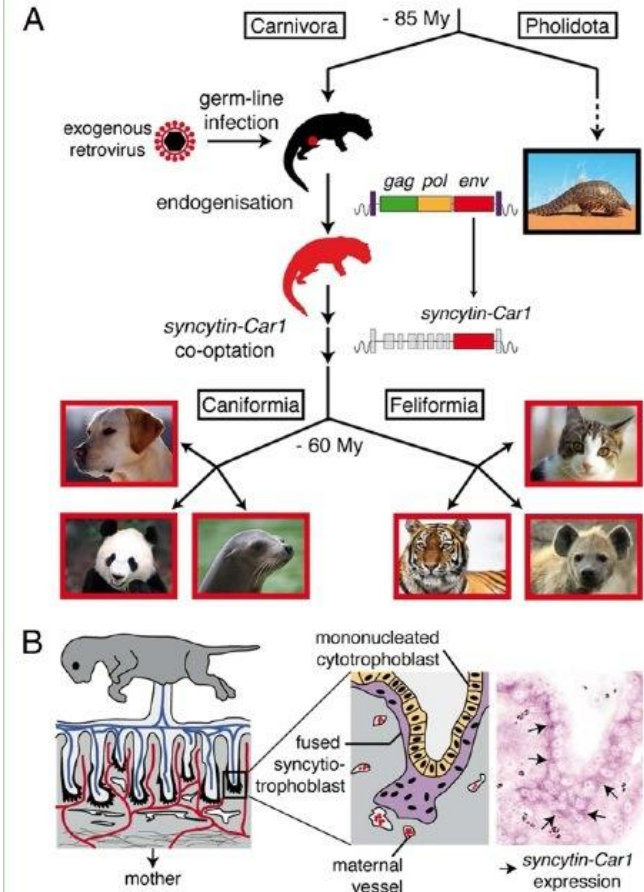 A
Carnivora
- 85 My
Pholidota
exogenous
retrovirus
germ-line
infection
endogenisation
gag pol env
syncytin-Car1
syncytin-Car1
co-optation
Caniformia
Feliformia
- 60 My
B
mononucleated
cytotrophoblast
fused
syncytio-
trophoblast
maternal
vessel
mother
syncytin-Car1
expression